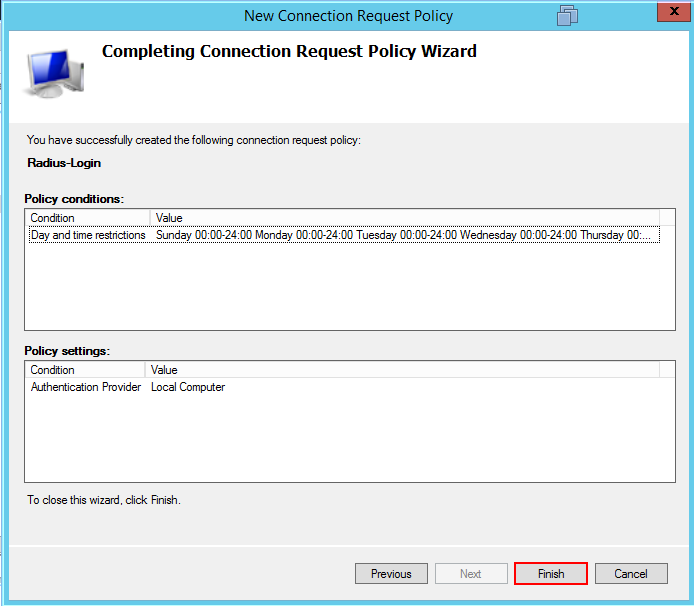 New Connection Request Policy
x
Completing Connection Request Policy Wizard
You have successfully created the following connection request policy:
Radius-Login
Policy conditions:
Condition Value
Day and time restrictions Sunday 00:00-24:00 Monday 00:00-24:00 Tuesday 00:00-24:00 Wednesday 00:00-24:00 Thursday 00:...
Policy settings:
Condition Value
Authentication Provider Local Computer
To close this wizard, click Finish.
Previous Next Finish Cancel